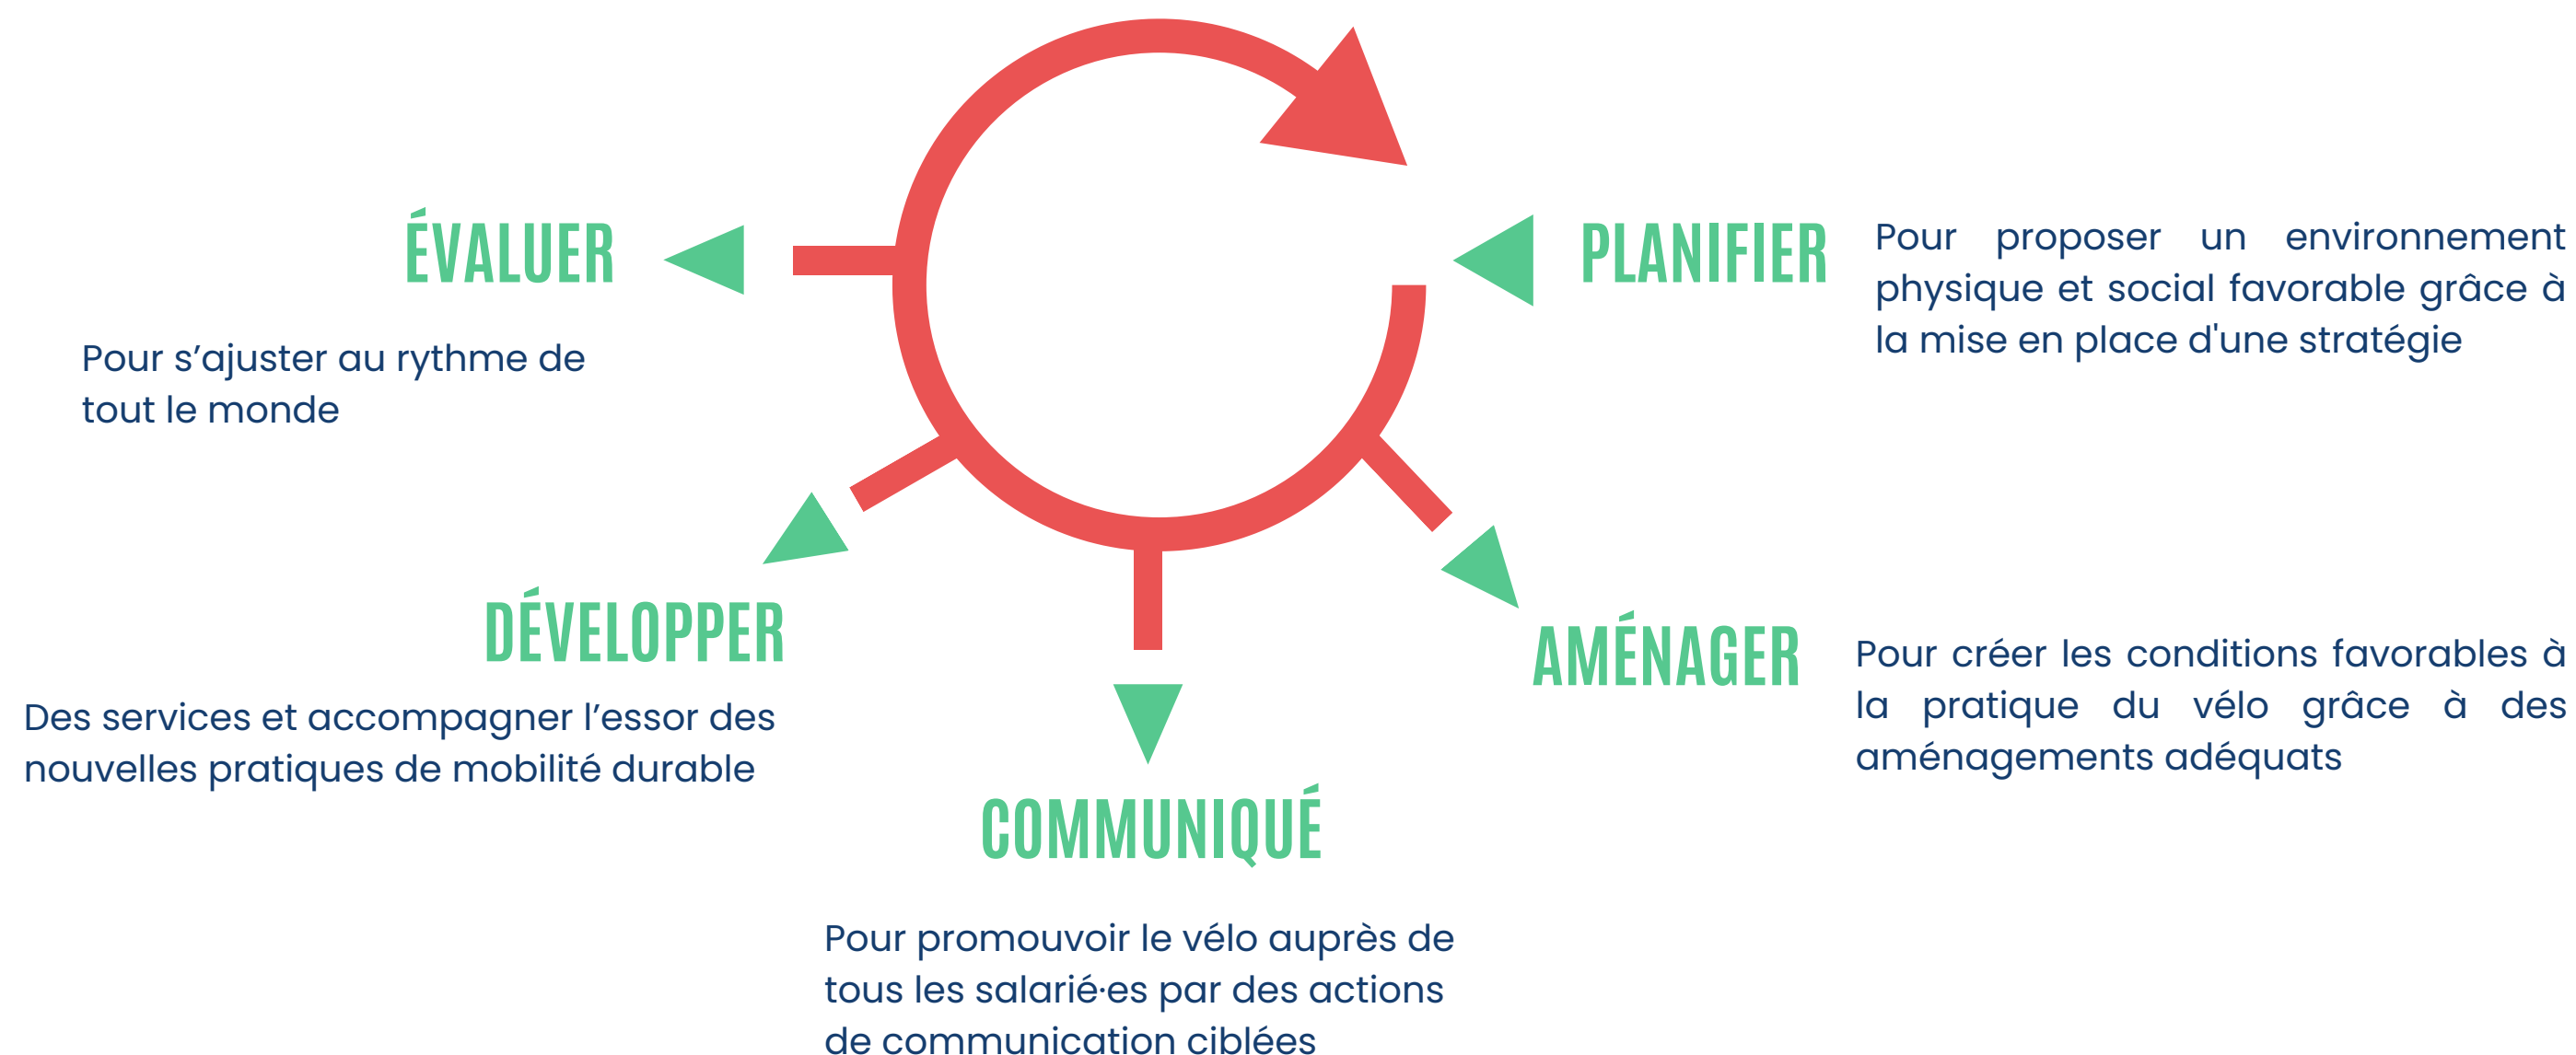 ÉVALUER
Pour s’ajuster au rythme de
tout le monde
PLANIFIER
Pour proposer un environnement
physique et social favorable grâce à
la mise en place d'une stratégie
DÉVELOPPER
Des services et accompagner l’essor des
nouvelles pratiques de mobilité durable
AMÉNAGER
Pour créer les conditions favorables à
la pratique du vélo grâce à des
aménagements adéquats
COMMUNIQUÉ
Pour promouvoir le vélo auprès de
tous les salarié·es par des actions
de communication ciblées